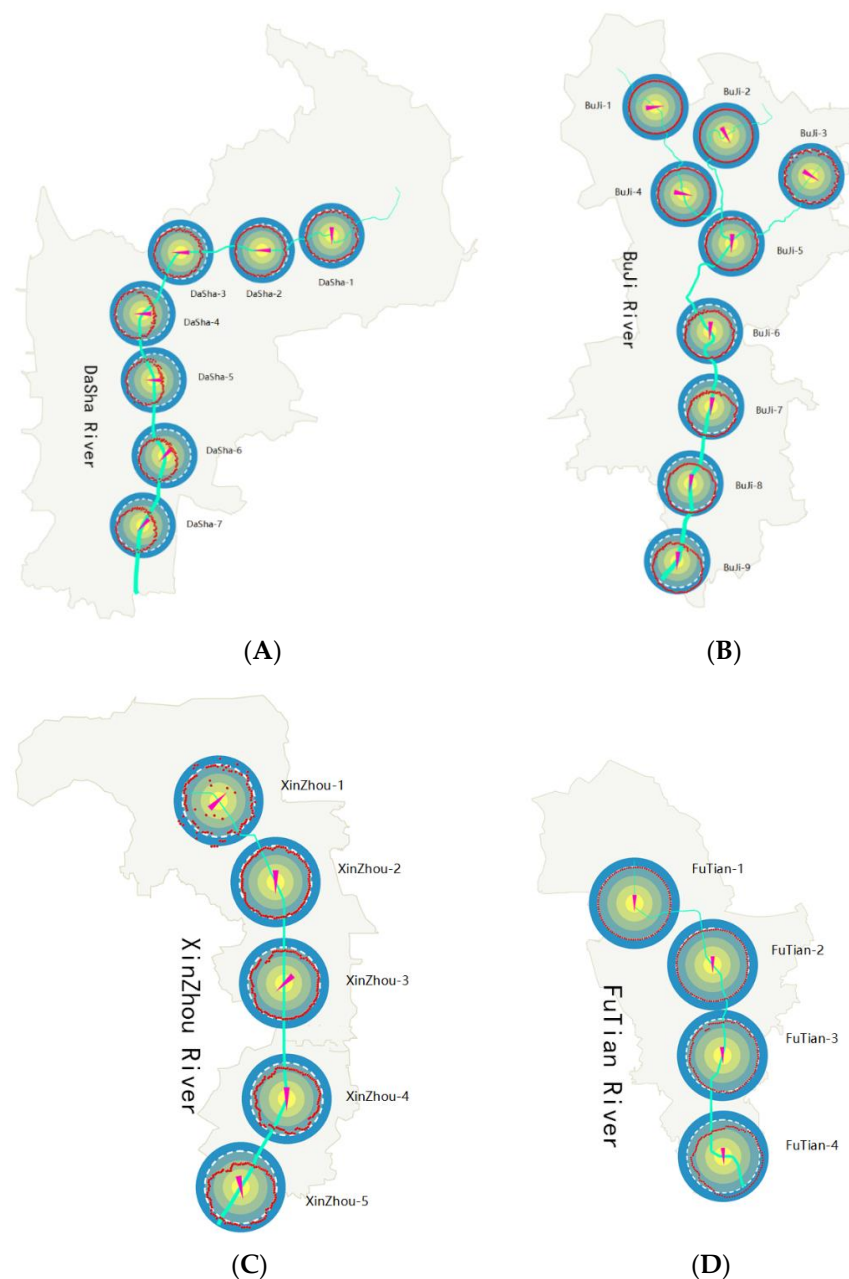 BuJi-1
BuJi-2
BuJi-3
BuJi-4
BuJi-5
BuJi-6
BuJi-7
BuJi-8
BuJi-9
BuJi River
DaSha-1
DaSha-2
DaSha-3
DaSha-4
DaSha-5
DaSha-6
DaSha-7
DaSha River
(A)
(B)
XinZhou-1
XinZhou-2
XinZhou-3
XinZhou-4
XinZhou-5
XinZhou River
FuTian-1
FuTian-2
FuTian-3
FuTian-4
FuTian River
(C)
(D)